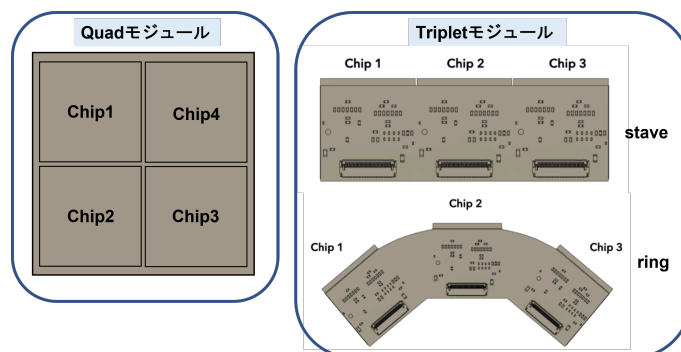 Quadモジュール
Chip1
Chip4
Chip2
Chip3
Tripletモジュール
Chip 1 Chip 2 Chip 3
stave
Chip 2
Chip 1
Chip 3
ring